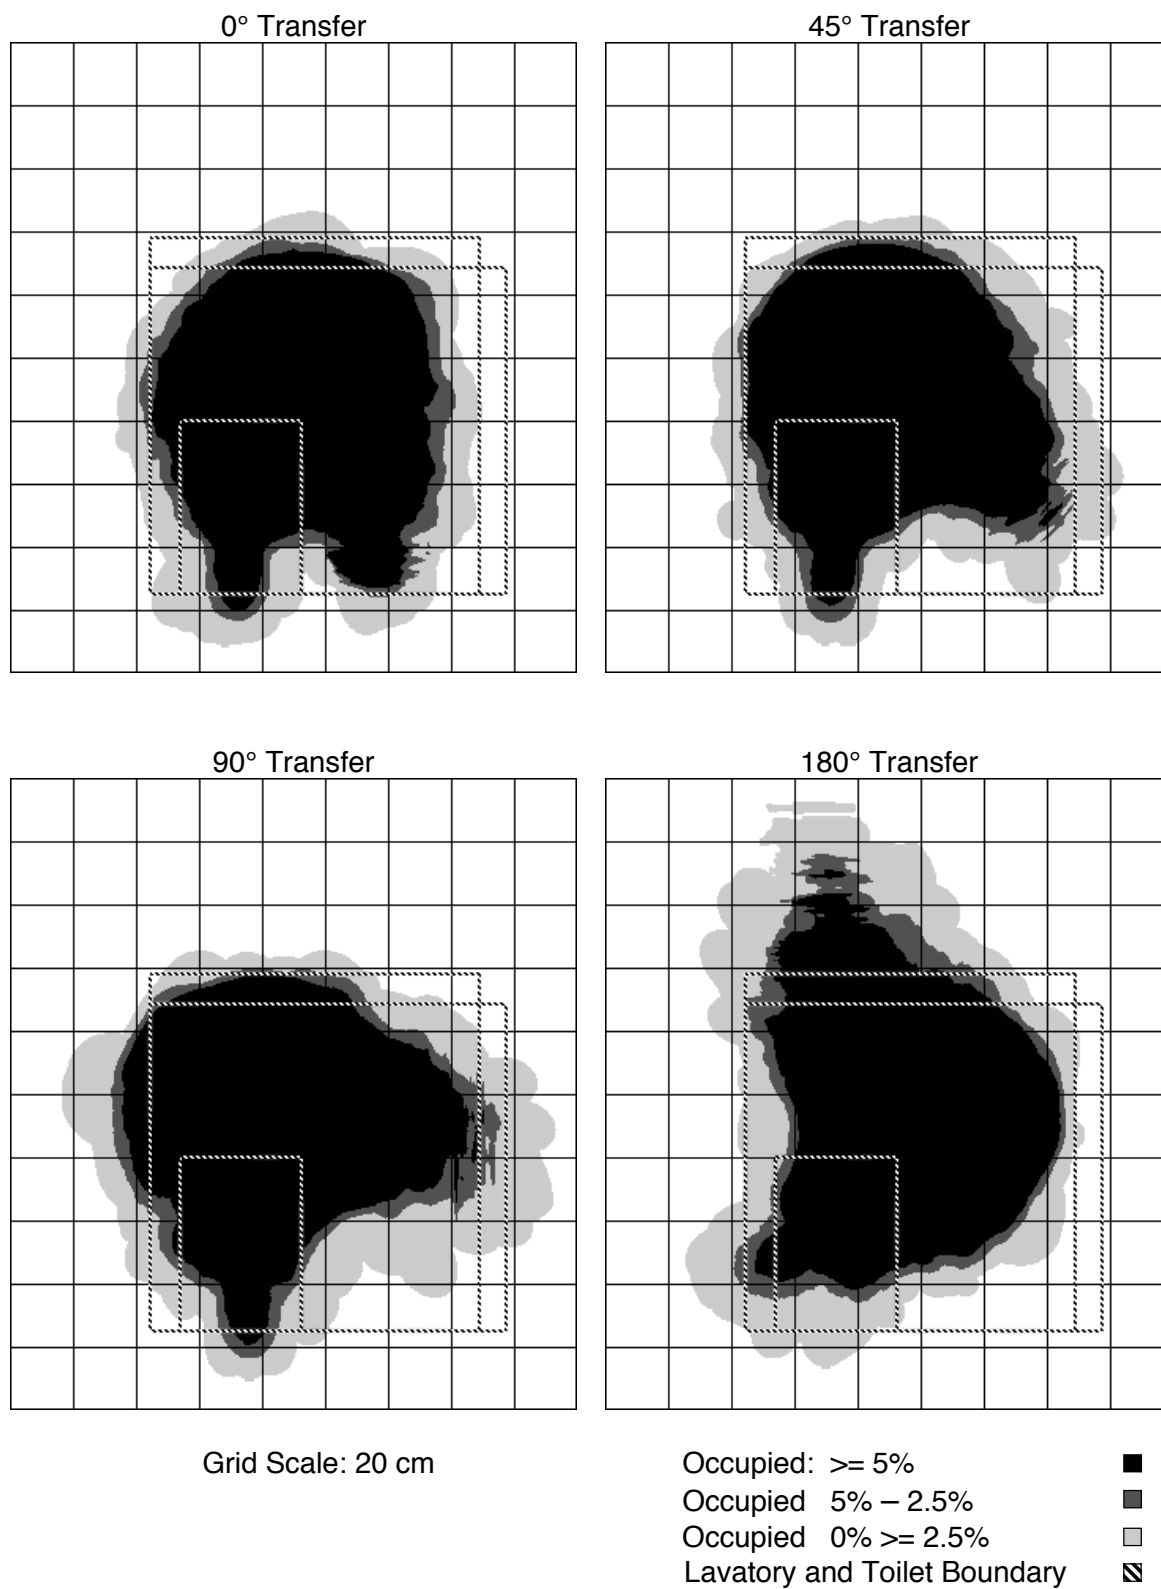 0° Transfer
45° Transfer
90° Transfer
180° Transfer
Grid Scale: 20 cm
Occupied: >= 5%
Occupied 5% – 2.5%
Occupied 0% >= 2.5%
Lavatory and Toilet Boundary